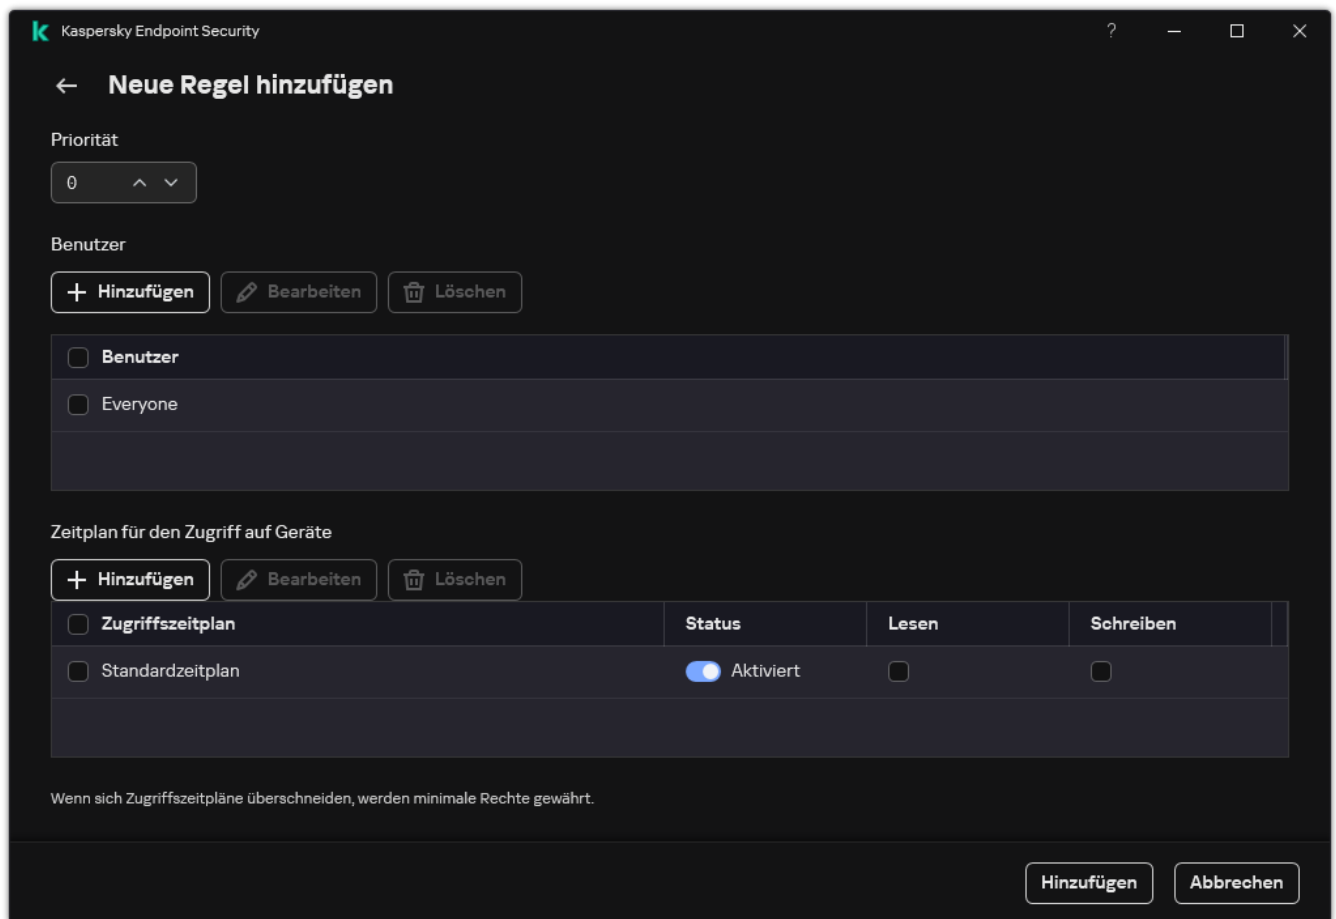 Kaspersky Endpoint Security ?
Neue Regel hinzufügen
Priorität
0
Benutzer
Hinzufügen Bearbeiten Löschen
Benutzer
Everyone
Zeitplan für den Zugriff auf Geräte
Hinzufügen Bearbeiten Löschen
Zugriffszeitplan Status Lesen Schreiben
Standardzeitplan Aktiviert
Wenn sich Zugriffszeitpläne überschneiden, werden minimale Rechte gewährt.
Hinzufügen Abbrechen